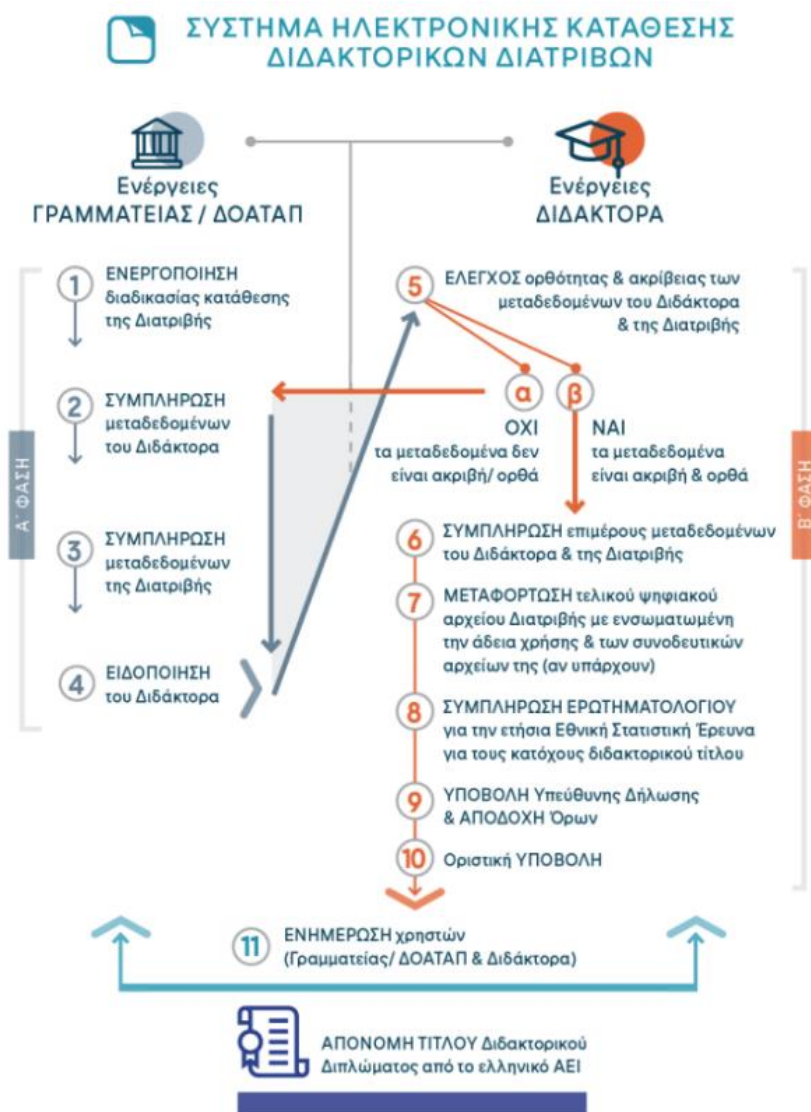 ΣΥΣΤΗΜΑ ΗΛΕΚΤΡΟΝΙΚΗΣ ΚΑΤΑΘΕΣΗΣ
ΔΙΔΑΚΤΟΡΙΚΩΝ ΔΙΑΤΡΙΒΩΝ
Ενέργειες
ΓΡΑΜΜΑΤΕΙΑΣ / ΔΟΑΤΑΠ
Ενέργειες
ΔΙΔΑΚΤΟΡΑ
Α΄ ΦΑΣΗ
1
ΕΝΕΡΓΟΠΟΙΗΣΗ
διαδικασίας κατάθεσης
της Διατριβής
2
ΣΥΜΠΛΗΡΩΣΗ
μεταδεδομένων
του Διδάκτορα
3
ΣΥΜΠΛΗΡΩΣΗ
μεταδεδομένων
της Διατριβής
4
ΕΙΔΟΠΟΙΗΣΗ
του Διδάκτορα
Β΄ ΦΑΣΗ
5
ΕΛΕΓΧΟΣ ορθότητας & ακρίβειας των
μεταδεδομένων του Διδάκτορα
& της Διατριβής
α
ΟΧΙ
τα μεταδεδομένα δεν
είναι ακριβή/ ορθά
β
ΝΑΙ
τα μεταδεδομένα
είναι ακριβή & ορθά
6
ΣΥΜΠΛΗΡΩΣΗ επιμέρους μεταδεδομένων
του Διδάκτορα & της Διατριβής
7
ΜΕΤΑΦΟΡΤΩΣΗ τελικού ψηφιακού
αρχείου Διατριβής με ενσωματωμένη
την άδεια χρήσης & των συνοδευτικών
αρχείων της (αν υπάρχουν)
8
ΣΥΜΠΛΗΡΩΣΗ ΕΡΩΤΗΜΑΤΟΛΟΓΙΟΥ
για την ετήσια Εθνική Στατιστική Έρευνα
για τους κατόχους διδακτορικού τίτλου
9
ΥΠΟΒΟΛΗ Υπεύθυνης Δήλωσης
& ΑΠΟΔΟΧΗ Όρων
10
Οριστική ΥΠΟΒΟΛΗ
11
ΕΝΗΜΕΡΩΣΗ χρηστών
(Γραμματείας/ ΔΟΑΤΑΠ & Διδάκτορα)
ΑΠΟΝΟΜΗ ΤΙΤΛΟΥ Διδακτορικού
Διπλώματος από το ελληνικό ΑΕΙ